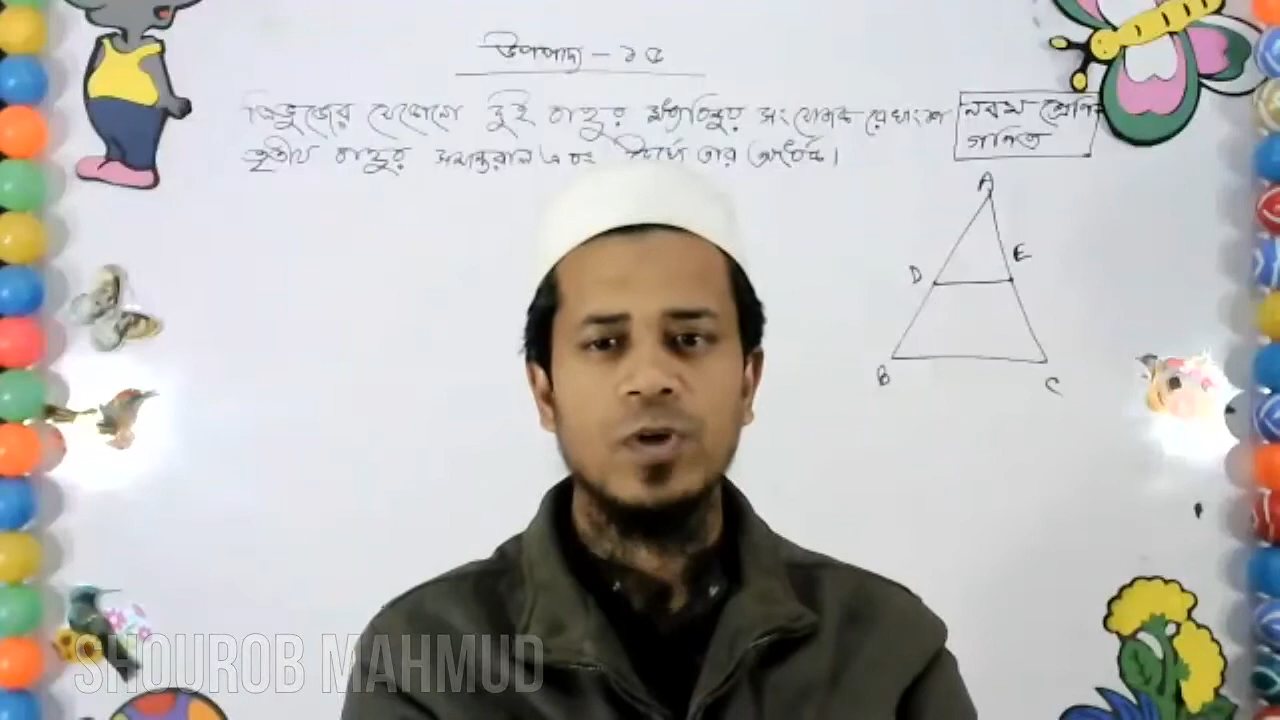 উপপাদ্য – ১৫
ত্রিভুজের যেকোনো দুই বাহুর মধ্যবিন্দুর সংযোজক রেখাংশ
তৃতীয় বাহুর সমান্তরাল এবং দৈর্ঘ্যে তার অর্ধেক।
নবম শ্রেণি
গণিত
A
D
E
B
C
SHOUROB MAHMUD